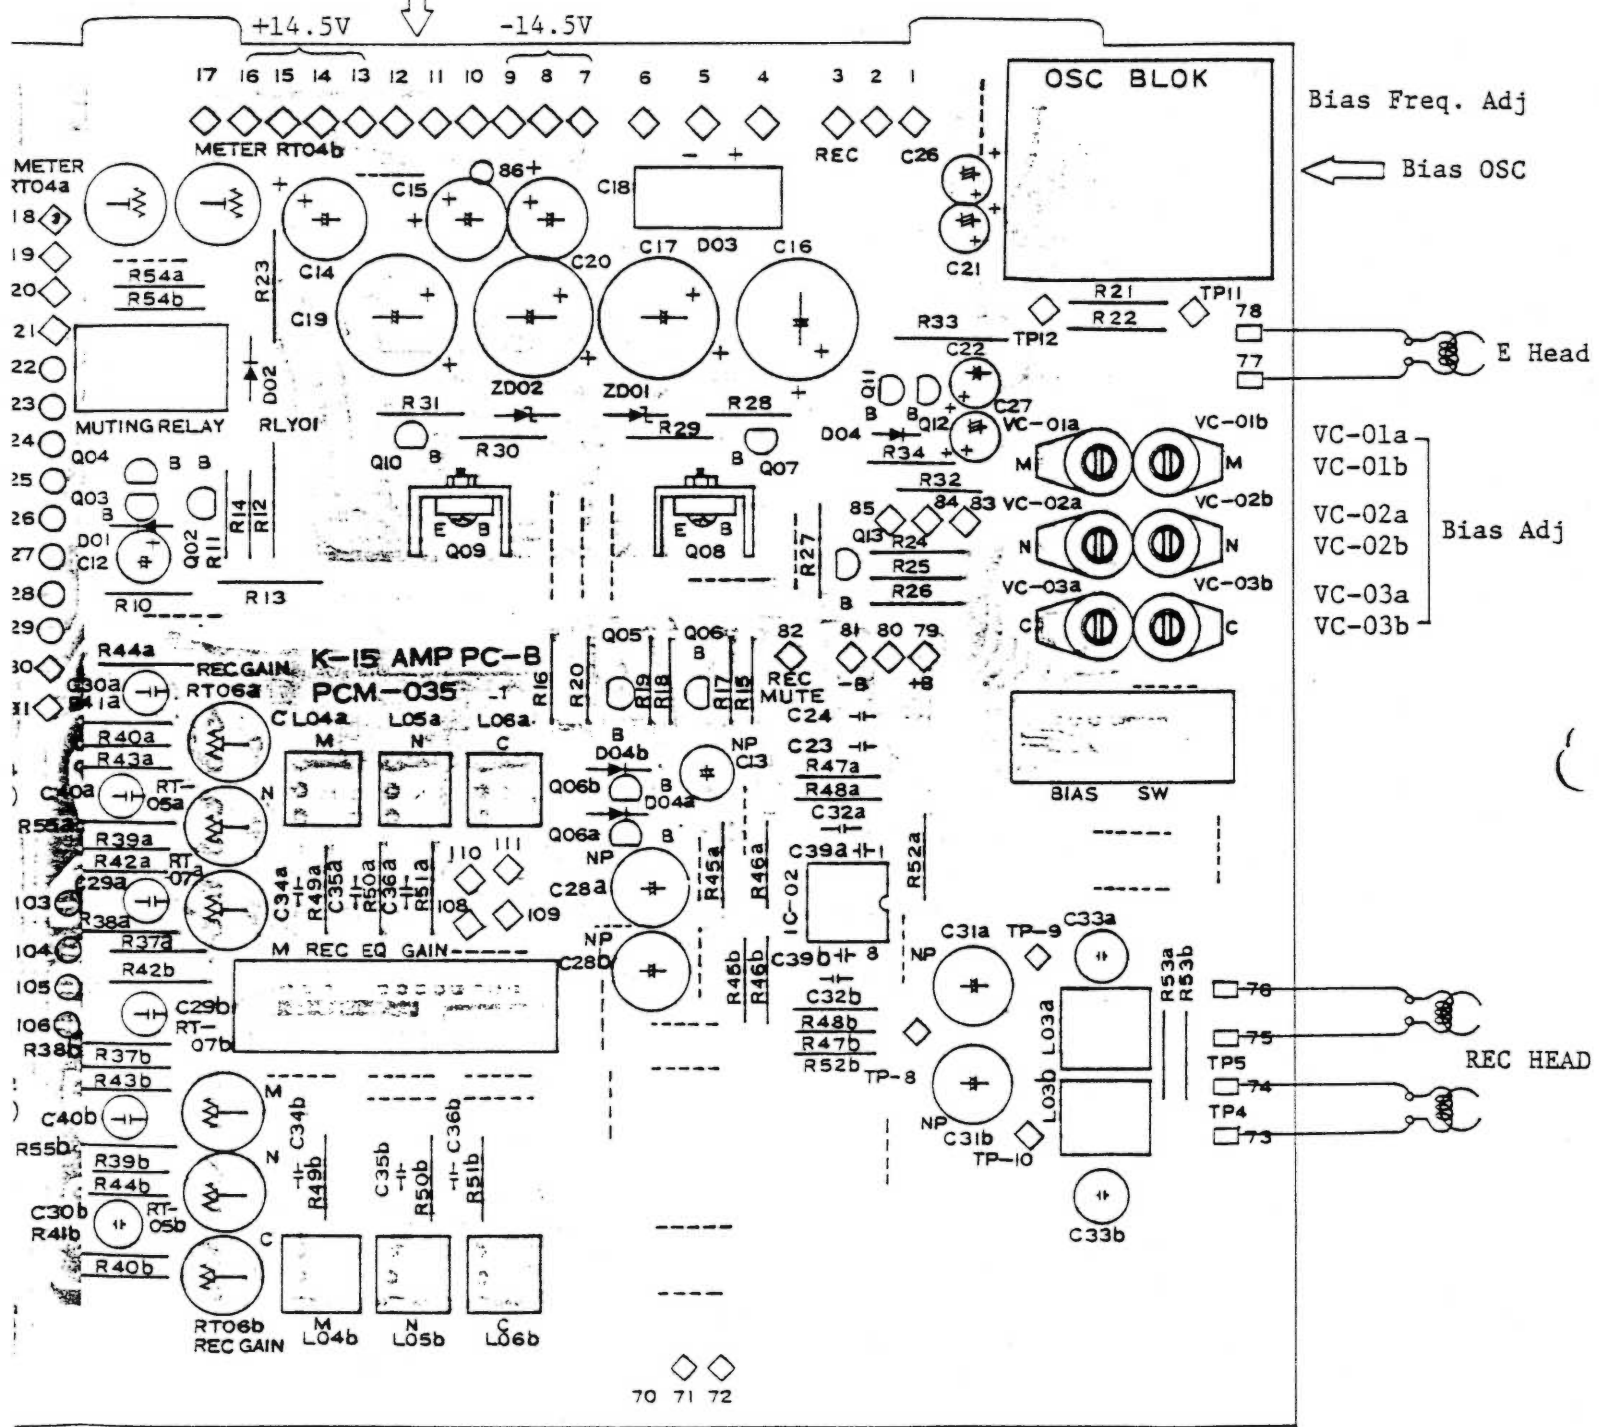 +14.5V -14.5V
17 16 15 14 13 12 11 10 9 8 7 6 5 4 3 2 1
OSC BLOK
Bias Freq. Adj
METER RT04b
- +
REC C26
METER
RT04a
C15 86 + C18
Bias OSC
18
19
C14 C20 C17 D03 C16
C21
R54a
R54b
R23
20
C19
R21 TP11
R22 78
21
R33 TP12
E Head
22
D02
C22
77
ZD02 ZD01
Q11
23
R31 R28 B B C27
MUTING RELAY RLY01
R30 R29 D04 Q12 VC-01a VC-01b
VC-01a
VC-01b
24
Q04 B B
Q10 B B Q07
R34 M M
25
Q03
R32 VC-02a VC-02b
B
R14 R12
85 84 83
VC-02a
VC-02b
Bias Adj
26
D01
C12
Q02 R11
E B E B
Q09 Q08
R27
Q13
R24
N N
27
R25
VC-03a VC-03b
28
R10 R13
R26
B
VC-03a
VC-03b
C C
29
Q05 Q06 82 81 80 79
30
R44a
REC GAIN
K-15 AMP PC-B
B
REC
MUTE
-B +B
C30a RT06a
PCM-035 -1
R16 R20 R19 R18 R17 R15
31
R41a
C L04a L05a L06a
C24
R40a
M N C
B NP
C23
R43a
D04b C13
R47a
C40a RT-
05a
N
Q06b B
R48a
BIAS SW
R55a
D04a
C32a
R39a
Q06a B
R42a RT-
07a
110 111
NP
C39a 1
R52a
C29a
C34a R49a C35a R50a C36a R51a
C28a
R45a R46a
IC-02
103
R38a
108 109
104
R37a
M REC EQ GAIN
NP
C31a TP-9 C33a
R42b
C28b
R45b R46b
C39b 8
NP
R53a
R53b
105
C29b
C32b
76
106
RT-
07b
R48b
L03a
R38b
R37b
R47b
75
R43b
R52b
TP-8
TP5
REC HEAD
M
L03b
74
C40b
C34b C36b
NP
TP4
R55b
N
C31b
73
R39b
C35b
TP-10
R44b
R49b R50b R51b
C30b RT-
05b
R41b
C
C33b
R40b
RT06b
REC GAIN
M N C
L04b L05b L06b
70 71 72